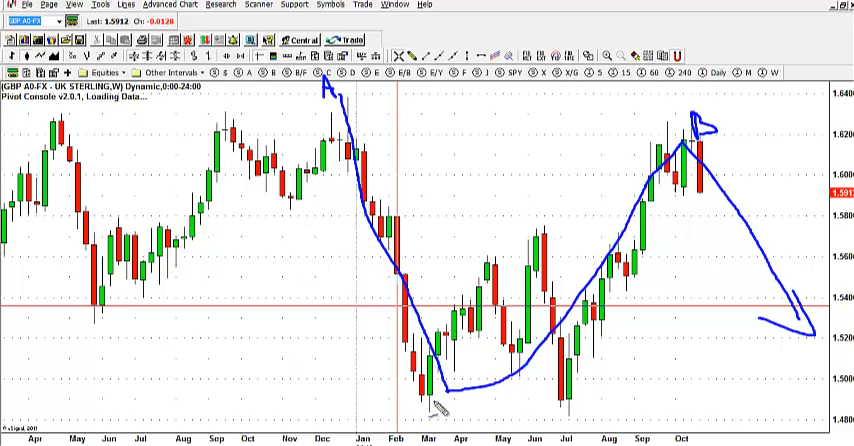 File Page View Tools Lines Advanced Chart Research Scanner Support Symbols Trade Window Help
GBP A0-FX Last: 1.5912 Ch: -0.0128
Central Trade
Equities Other Intervals $ A B B/F C D E E/B E/Y F J SPY X X/G 5 15 60 240 Daily M W
(GBP A0-FX - UK STERLING,W) Dynamic,0:00-24:00
Pivot Console v2.0.1, Loading Data...
A
B
1.640
1.620
1.600
1.591
1.580
1.560
1.540
1.520
1.500
1.480
© eSignal, 2011
Apr May Jun Jul Aug Sep Oct Nov Dec Feb Mar Apr May Jun Jul Aug Sep Oct